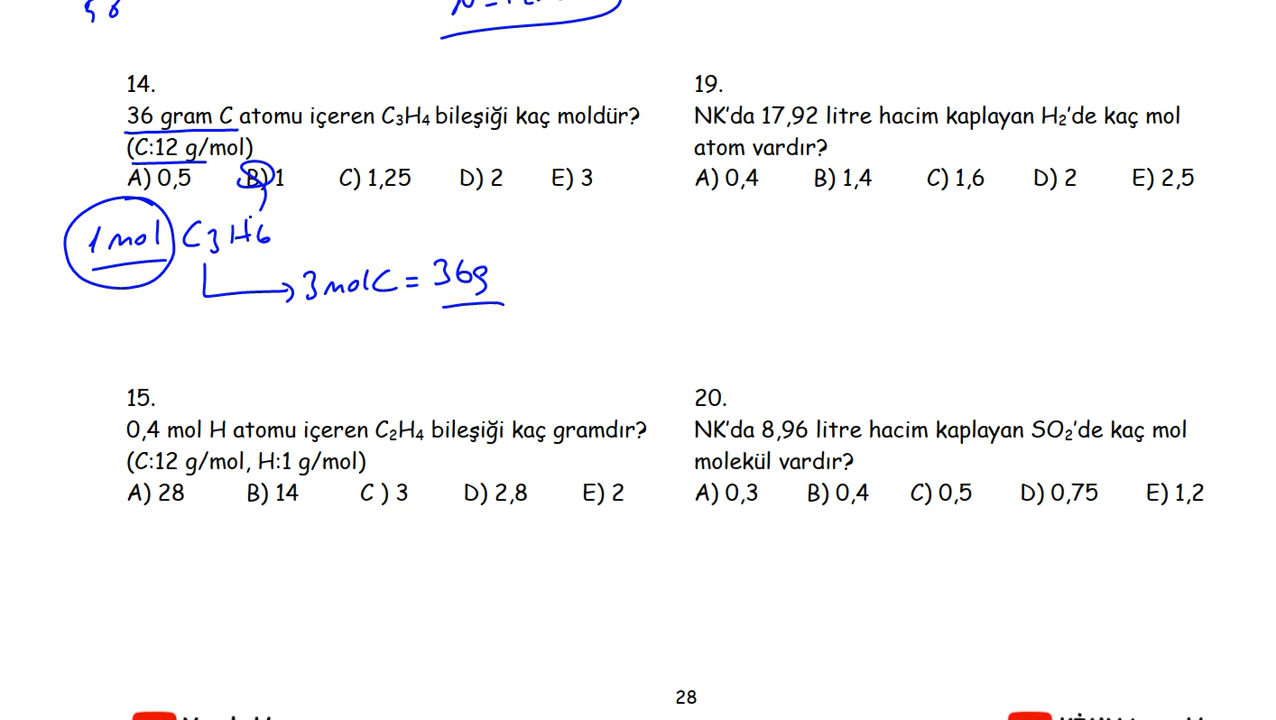 14.
36 gram C atomu içeren C₃H₄ bileşiği kaç moldür?
(C:12 g/mol)
A) 0,5 B) 1 C) 1,25 D) 2 E) 3
1 mol C3H6
3 mol C = 36g
15.
0,4 mol H atomu içeren C₂H₄ bileşiği kaç gramdır?
(C:12 g/mol, H:1 g/mol)
A) 28 B) 14 C ) 3 D) 2,8 E) 2
19.
NK'da 17,92 litre hacim kaplayan H₂'de kaç mol
atom vardır?
A) 0,4 B) 1,4 C) 1,6 D) 2 E) 2,5
20.
NK'da 8,96 litre hacim kaplayan SO₂'de kaç mol
molekül vardır?
A) 0,3 B) 0,4 C) 0,5 D) 0,75 E) 1,2
28